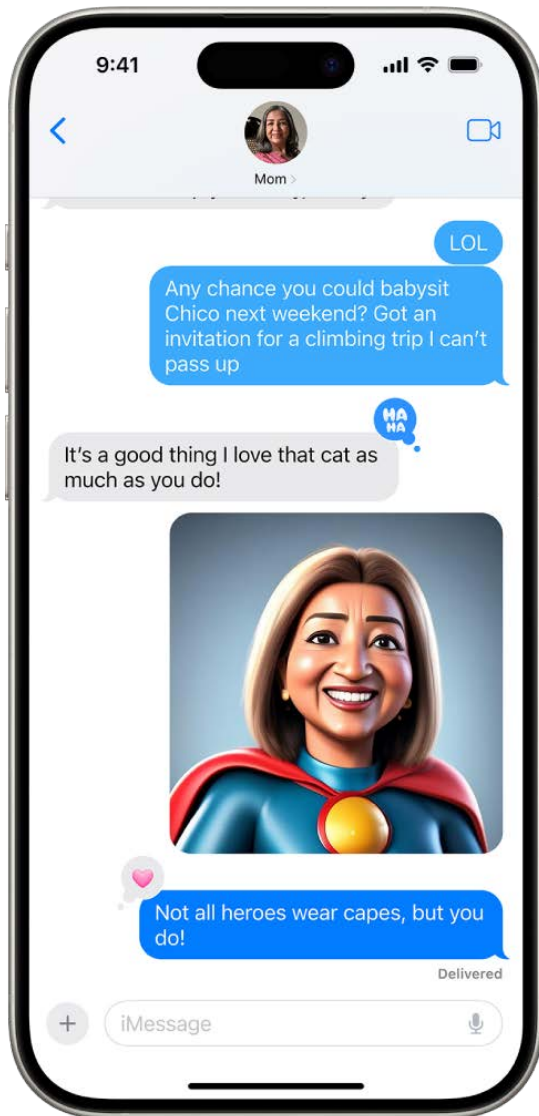 9:41
Mom
LOL
Any chance you could babysit
Chico next weekend? Got an
invitation for a climbing trip I can't
pass up
HA
HA
It's a good thing I love that cat as
much as you do!
Not all heroes wear capes, but you
do!
Delivered
iMessage